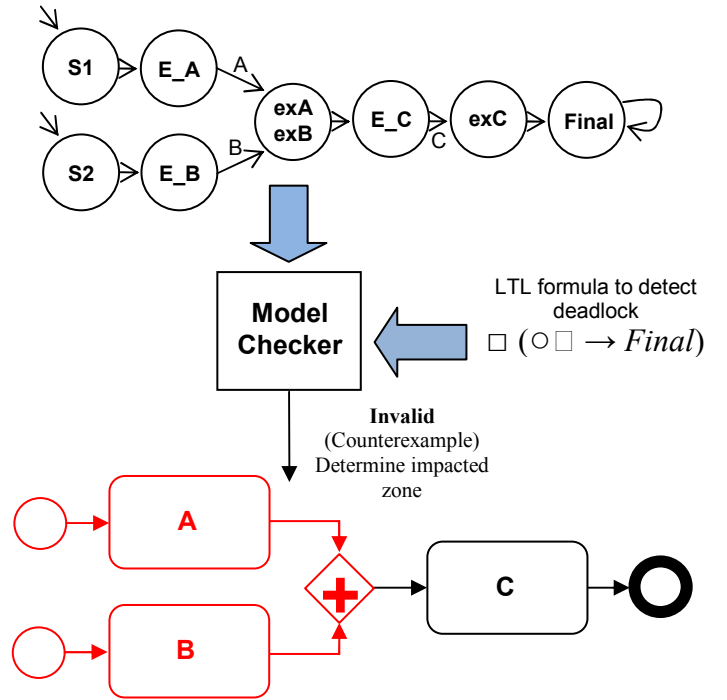 S1
E_A
A
S2
E_B
B
exA
exB
E_C
C
exC
Final
Model
Checker
LTL formula to detect
deadlock
□ (○□ → Final)
Invalid
(Counterexample)
Determine impacted
zone
A
B
C